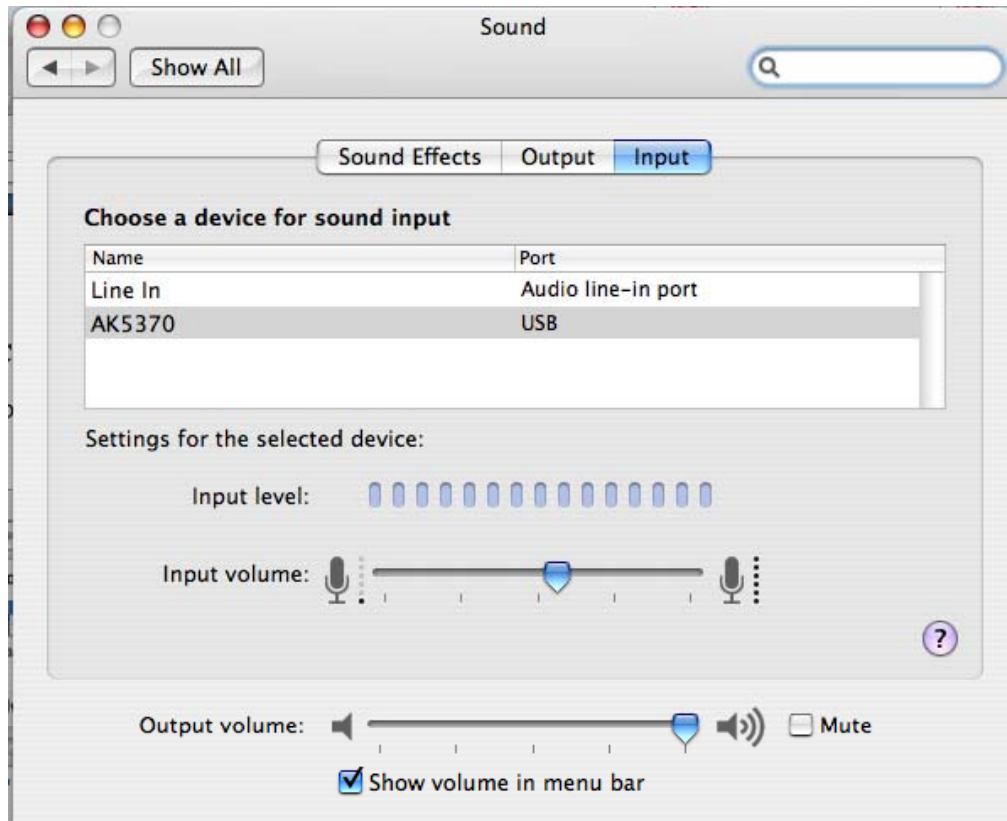 Sound
Show All
Sound Effects Output Input
Choose a device for sound input
Name Port
Line In Audio line-in port
AK5370 USB
Settings for the selected device:
Input level:
Input volume:
?
Output volume: Mute
Show volume in menu bar